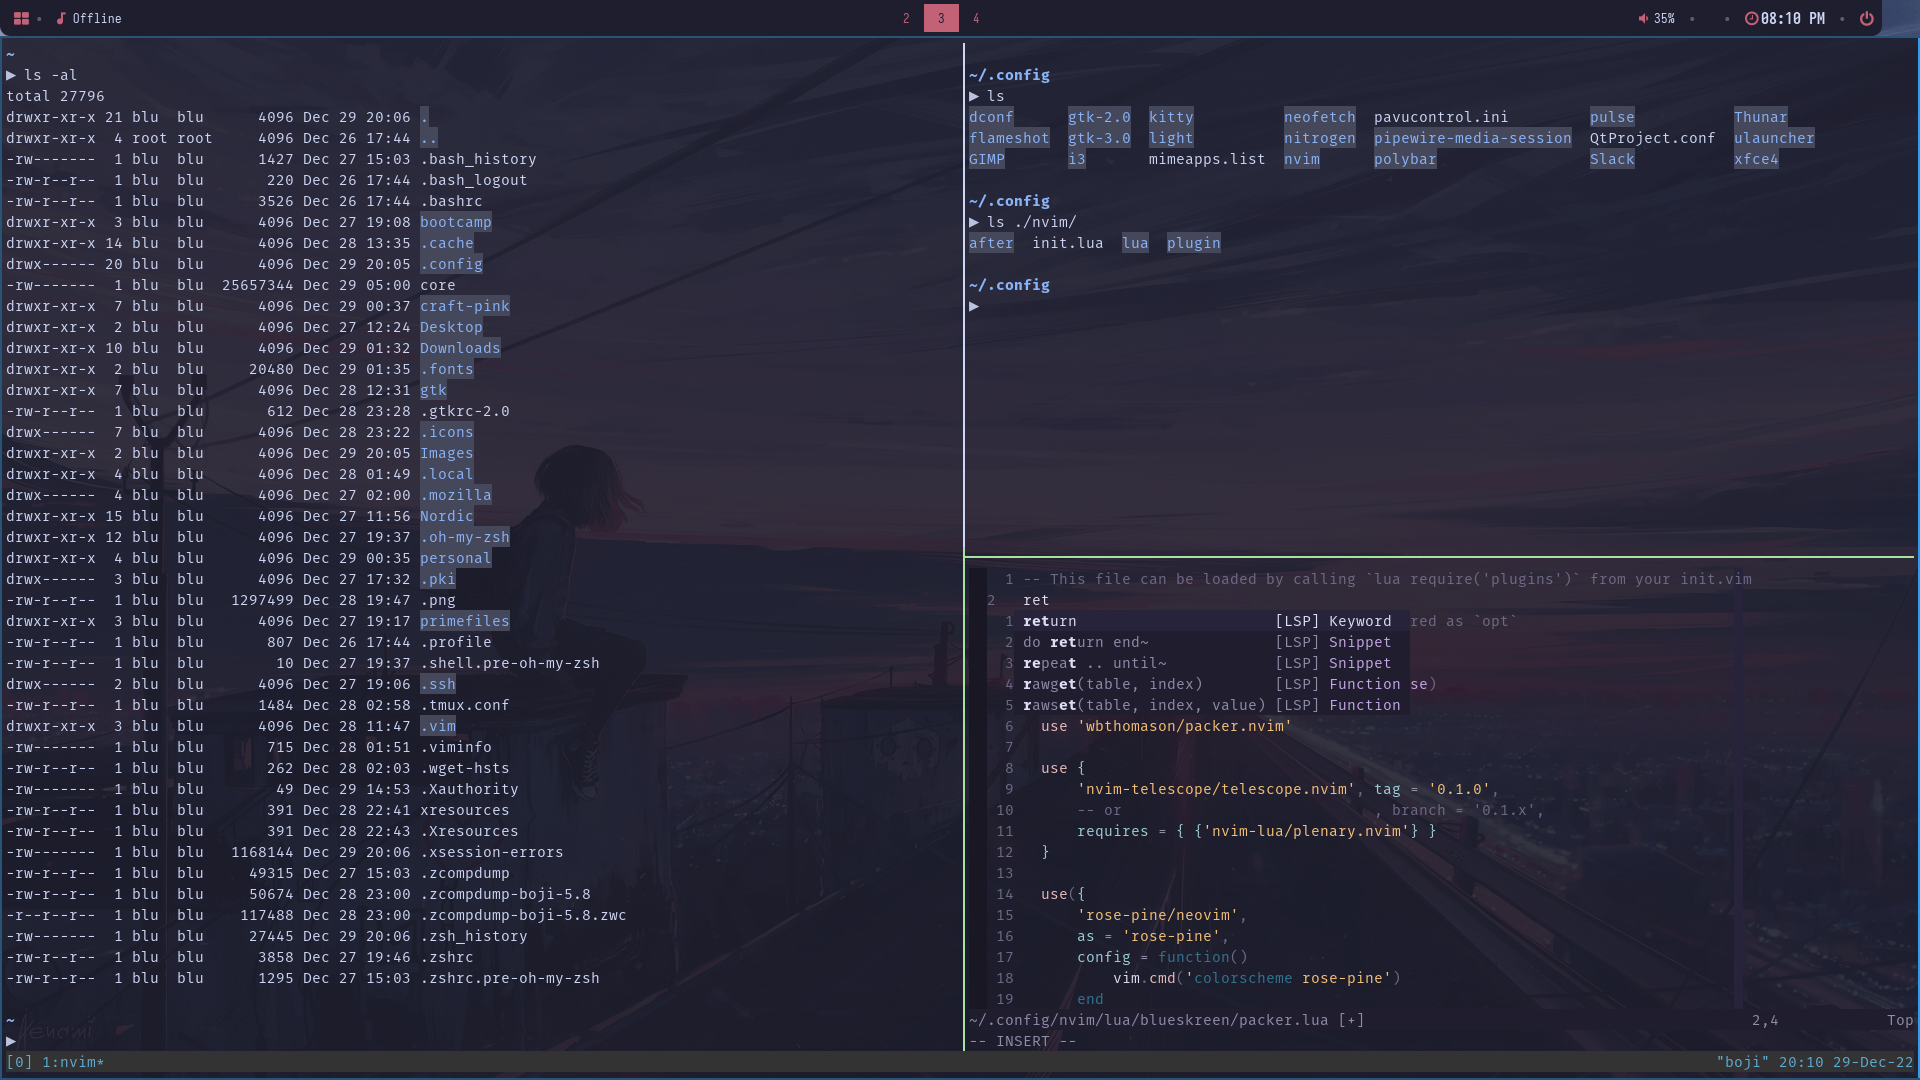 Offline
2 3 4
35% 08:10 PM
~
▶ ls -al
total 27796
drwxr-xr-x 21 blu  blu      4096 Dec 29 20:06 .
drwxr-xr-x  4 root root     4096 Dec 26 17:44 ..
-rw-------  1 blu  blu      1427 Dec 27 15:03 .bash_history
-rw-r--r--  1 blu  blu       220 Dec 26 17:44 .bash_logout
-rw-r--r--  1 blu  blu      3526 Dec 26 17:44 .bashrc
drwxr-xr-x  3 blu  blu      4096 Dec 27 19:08 bootcamp
drwxr-xr-x 14 blu  blu      4096 Dec 28 13:35 .cache
drwx------ 20 blu  blu      4096 Dec 29 20:05 .config
-rw-------  1 blu  blu  25657344 Dec 29 05:00 core
drwxr-xr-x  7 blu  blu      4096 Dec 29 00:37 craft-pink
drwxr-xr-x  2 blu  blu      4096 Dec 27 12:24 Desktop
drwxr-xr-x 10 blu  blu      4096 Dec 29 01:32 Downloads
drwxr-xr-x  2 blu  blu     20480 Dec 29 01:35 .fonts
drwxr-xr-x  7 blu  blu      4096 Dec 28 12:31 gtk
-rw-r--r--  1 blu  blu       612 Dec 28 23:28 .gtkrc-2.0
drwx------  7 blu  blu      4096 Dec 28 23:22 .icons
drwxr-xr-x  2 blu  blu      4096 Dec 29 20:05 Images
drwxr-xr-x  4 blu  blu      4096 Dec 28 01:49 .local
drwx------  4 blu  blu      4096 Dec 27 02:00 .mozilla
drwxr-xr-x 15 blu  blu      4096 Dec 27 11:56 Nordic
drwxr-xr-x 12 blu  blu      4096 Dec 27 19:37 .oh-my-zsh
drwxr-xr-x  4 blu  blu      4096 Dec 29 00:35 personal
drwx------  3 blu  blu      4096 Dec 27 17:32 .pki
-rw-r--r--  1 blu  blu   1297499 Dec 28 19:47 .png
drwxr-xr-x  3 blu  blu      4096 Dec 27 19:17 primefiles
-rw-r--r--  1 blu  blu       807 Dec 26 17:44 .profile
-rw-r--r--  1 blu  blu        10 Dec 27 19:37 .shell.pre-oh-my-zsh
drwx------  2 blu  blu      4096 Dec 27 19:06 .ssh
-rw-r--r--  1 blu  blu      1484 Dec 28 02:58 .tmux.conf
drwxr-xr-x  3 blu  blu      4096 Dec 28 11:47 .vim
-rw-------  1 blu  blu       715 Dec 28 01:51 .viminfo
-rw-r--r--  1 blu  blu       262 Dec 28 02:03 .wget-hsts
-rw-------  1 blu  blu        49 Dec 29 14:53 .Xauthority
-rw-r--r--  1 blu  blu       391 Dec 28 22:41 xresources
-rw-r--r--  1 blu  blu       391 Dec 28 22:43 .Xresources
-rw-------  1 blu  blu   1168144 Dec 29 20:06 .xsession-errors
-rw-r--r--  1 blu  blu     49315 Dec 27 15:03 .zcompdump
-rw-r--r--  1 blu  blu     50674 Dec 28 23:00 .zcompdump-boji-5.8
-r--r--r--  1 blu  blu    117488 Dec 28 23:00 .zcompdump-boji-5.8.zwc
-rw-------  1 blu  blu     27445 Dec 29 20:06 .zsh_history
-rw-r--r--  1 blu  blu      3858 Dec 27 19:46 .zshrc
-rw-r--r--  1 blu  blu      1295 Dec 27 15:03 .zshrc.pre-oh-my-zsh
~
▶
~/.config
▶ ls
dconf gtk-2.0 kitty neofetch pavucontrol.ini pulse Thunar
flameshot gtk-3.0 light nitrogen pipewire-media-session QtProject.conf ulauncher
GIMP i3 mimeapps.list nvim polybar Slack xfce4
~/.config
▶ ls ./nvim/
after init.lua lua plugin
~/.config
▶
1 -- This file can be loaded by calling `lua require('plugins')` from your init.vim
2 ret
1 return [LSP] Keyword red as `opt`
2 do return end~ [LSP] Snippet
3 repeat .. until~ [LSP] Snippet
4 rawget(table, index) [LSP] Function se)
5 rawset(table, index, value) [LSP] Function
6 use 'wbthomason/packer.nvim'
7
8 use {
9 'nvim-telescope/telescope.nvim', tag = '0.1.0',
10 -- or , branch = '0.1.x',
11 requires = { {'nvim-lua/plenary.nvim'} }
12 }
13
14 use({
15 'rose-pine/neovim',
16 as = 'rose-pine',
17 config = function()
18 vim.cmd('colorscheme rose-pine')
19 end
~/.config/nvim/lua/blueskreen/packer.lua [+] 2,4 Top
-- INSERT --
[0] 1:nvim* "boji" 20:10 29-Dec-22